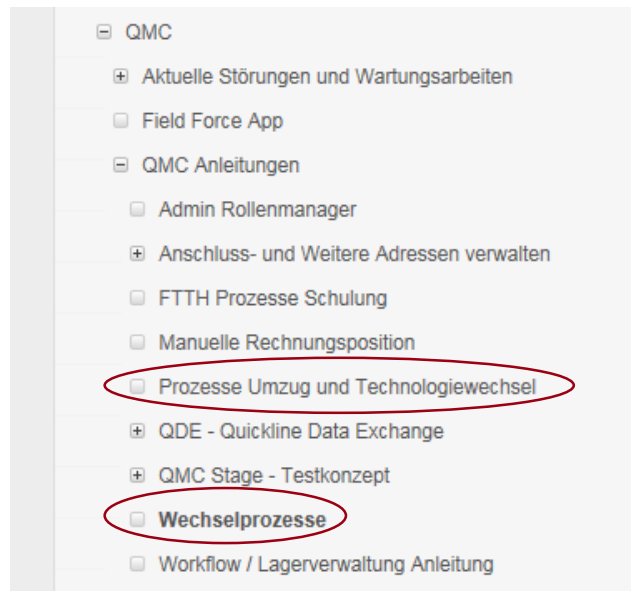 QMC
Aktuelle Störungen und Wartungsarbeiten
Field Force App
QMC Anleitungen
Admin Rollenmanager
Anschluss- und Weitere Adressen verwalten
FTTH Prozesse Schulung
Manuelle Rechnungsposition
Prozesse Umzug und Technologiewechsel
QDE - Quickline Data Exchange
QMC Stage - Testkonzept
Wechselprozesse
Workflow / Lagerverwaltung Anleitung